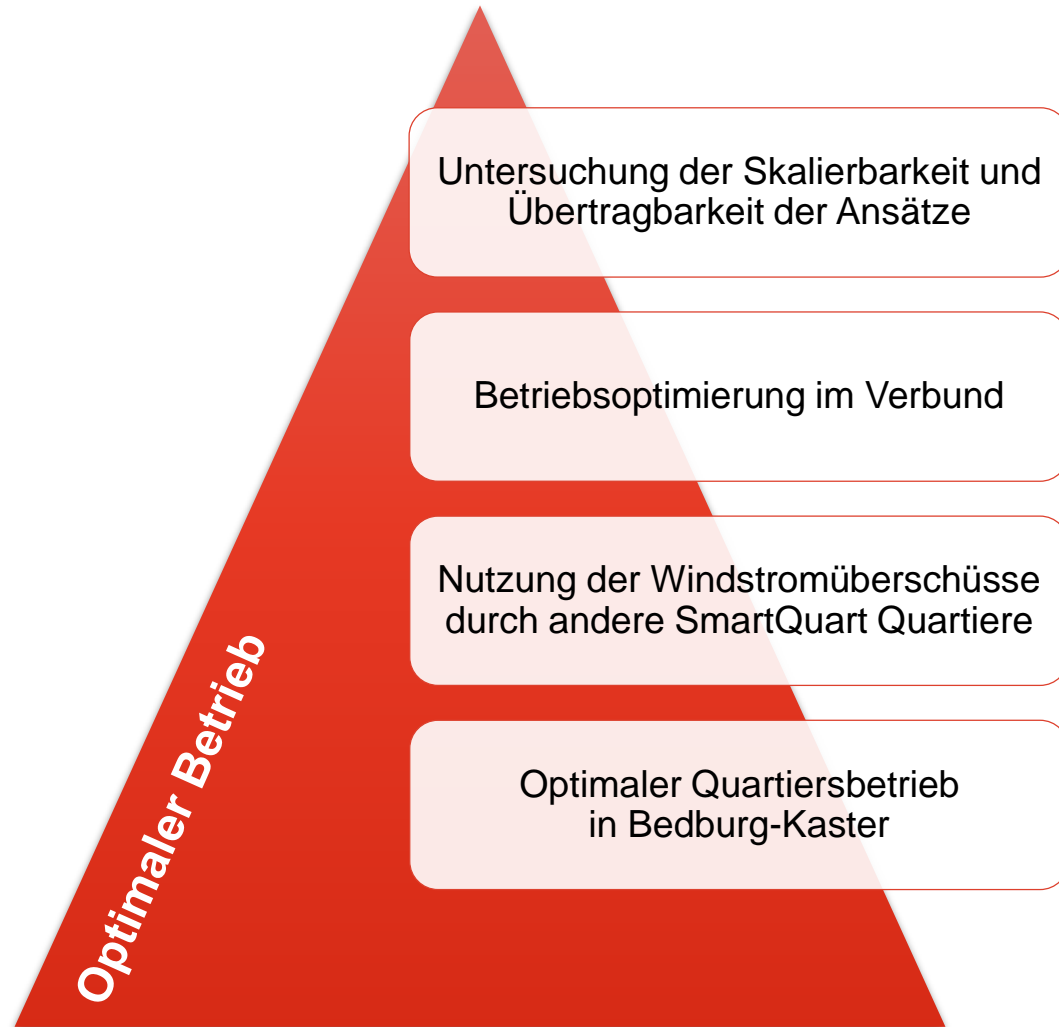 Untersuchung der Skalierbarkeit und
Übertragbarkeit der Ansätze
Betriebsoptimierung im Verbund
Nutzung der Windstromüberschüsse
durch andere SmartQuart Quartiere
Optimaler Quartiersbetrieb
in Bedburg-Kaster
Optimaler Betrieb